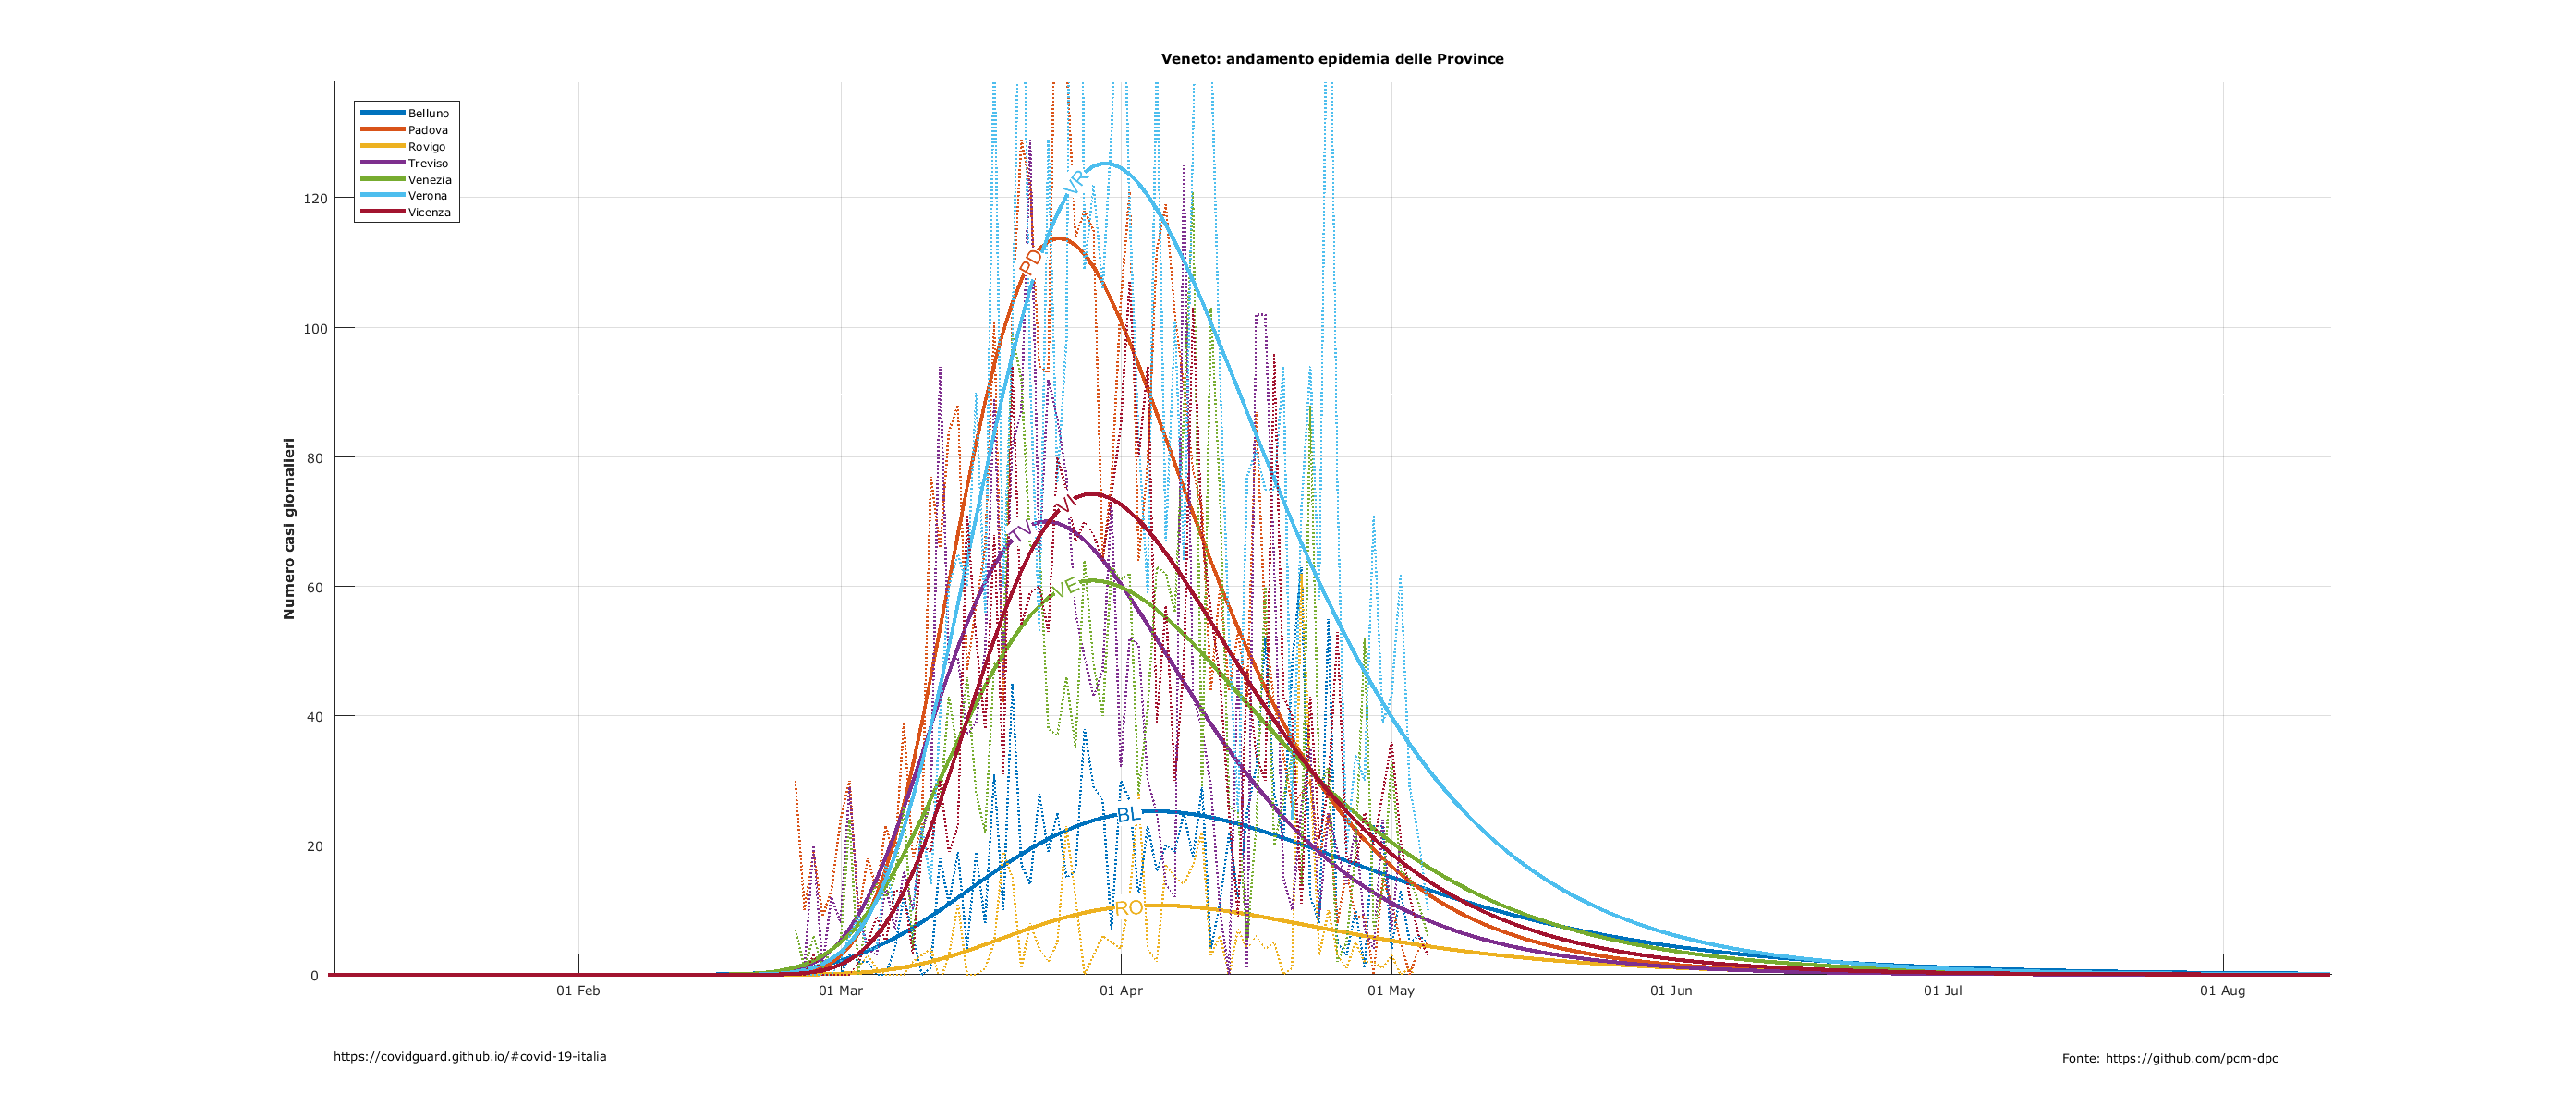 Veneto: andamento epidemia delle Province
Belluno
Padova
Rovigo
Treviso
Venezia
Verona
Vicenza
Numero casi giornalieri
120
100
80
60
40
20
0
VR
PD
VI
TV
VE
BL
RO
01 Feb
01 Mar
01 Apr
01 May
01 Jun
01 Jul
01 Aug
https://covidguard.github.io/#covid-19-italia
Fonte: https://github.com/pcm-dpc